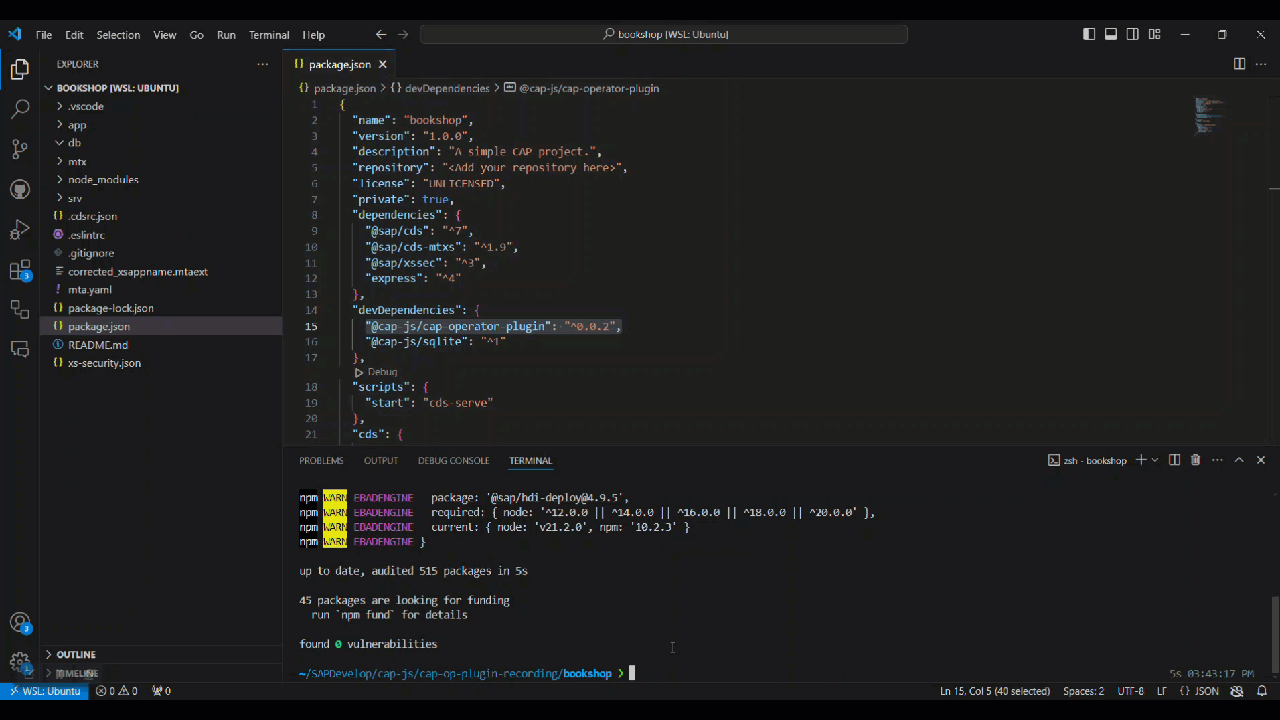 File Edit Selection View Go Run Terminal Help
bookshop [WSL: Ubuntu]
EXPLORER
BOOKSHOP [WSL: UBUNTU]
.vscode
app
db
mtx
node_modules
srv
.cdsrc.json
.eslintrc
.gitignore
corrected_xsappname.mtaext
mta.yaml
package-lock.json
package.json
README.md
xs-security.json
OUTLINE
TIMELINE
3
3
1
package.json
package.json > {} devDependencies > @cap-js/cap-operator-plugin
1 {
2 "name": "bookshop",
3 "version": "1.0.0",
4 "description": "A simple CAP project.",
5 "repository": "<Add your repository here>",
6 "license": "UNLICENSED",
7 "private": true,
8 "dependencies": {
9 "@sap/cds": "^7",
10 "@sap/cds-mtxs": "^1.9",
11 "@sap/xssec": "^3",
12 "express": "^4"
13 },
14 "devDependencies": {
15 "@cap-js/cap-operator-plugin": "^0.0.2",
16 "@cap-js/sqlite": "^1"
17 },
Debug
18 "scripts": {
19 "start": "cds-serve"
20 },
21 "cds": {
PROBLEMS OUTPUT DEBUG CONSOLE TERMINAL
zsh - bookshop
npm WARN EBADENGINE package: '@sap/hdi-deploy@4.9.5',
npm WARN EBADENGINE required: { node: '^12.0.0 || ^14.0.0 || ^16.0.0 || ^18.0.0 || ^20.0.0' },
npm WARN EBADENGINE current: { node: 'v21.2.0', npm: '10.2.3' }
npm WARN EBADENGINE }
up to date, audited 515 packages in 5s
45 packages are looking for funding
run `npm fund` for details
found 0 vulnerabilities
~/SAPDevelop/cap-js/cap-op-plugin-recording/bookshop ❯
5s 03:43:17 PM
WSL: Ubuntu
0 0
0
Ln 15, Col 5 (40 selected)
Spaces: 2
UTF-8
LF
{} JSON